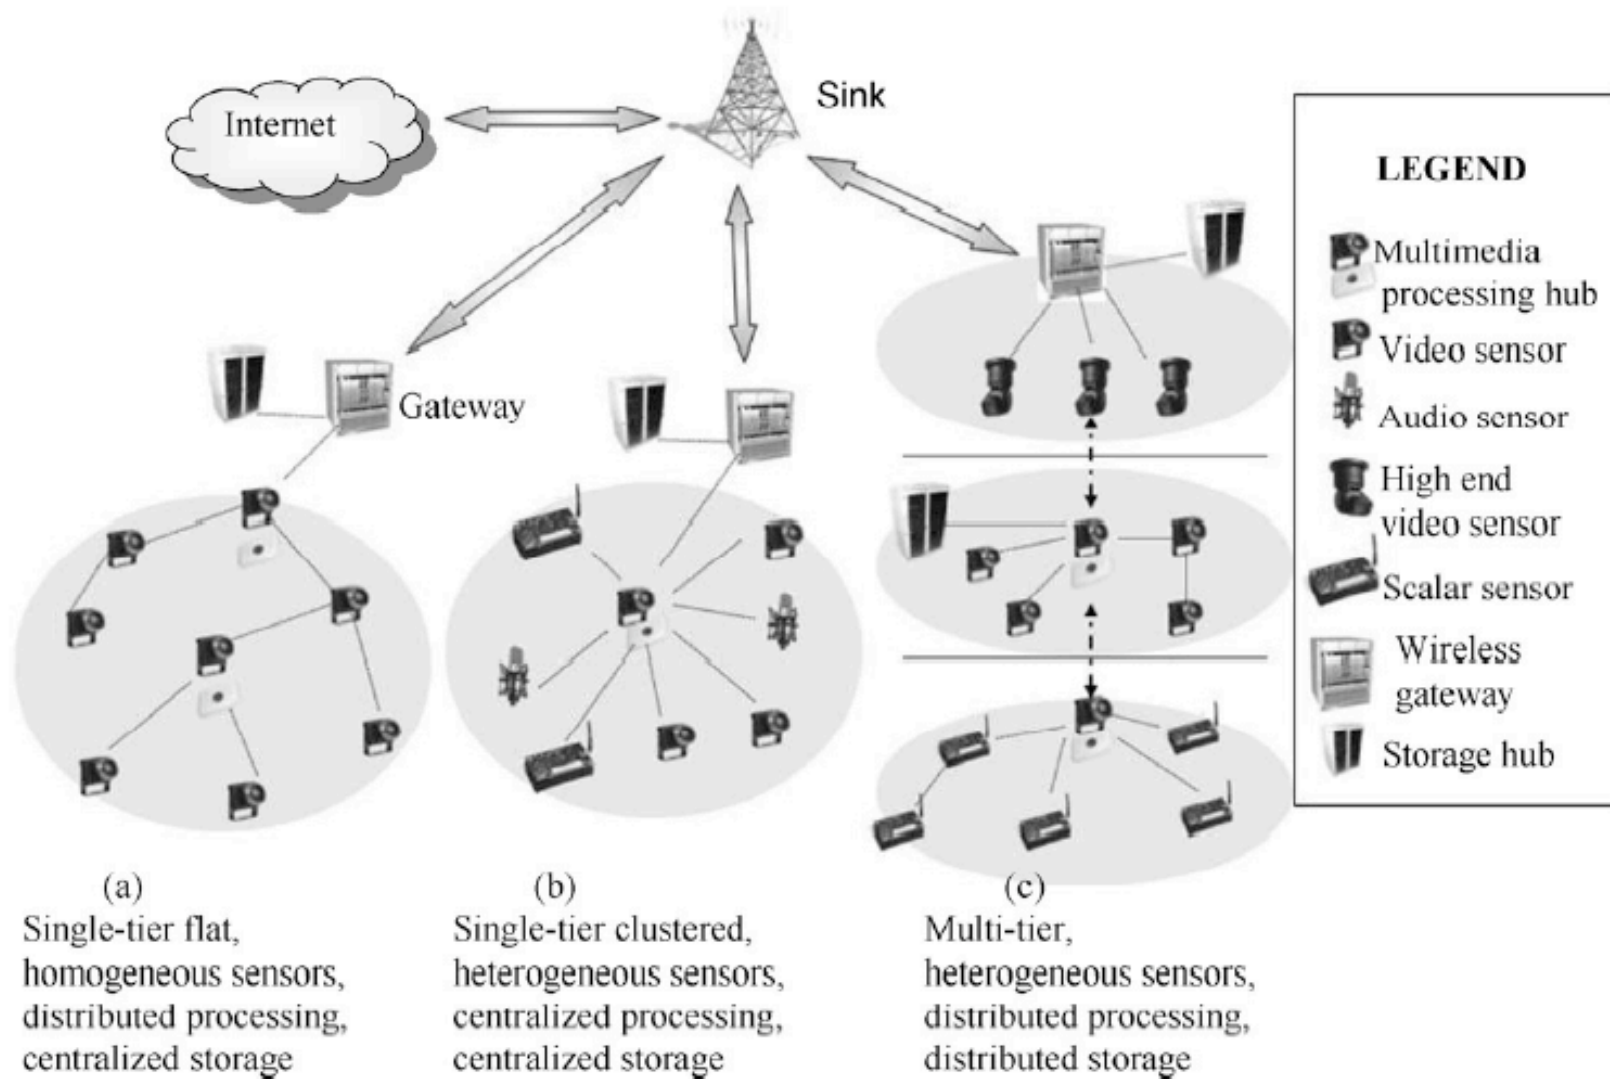 Internet
Sink
Gateway
LEGEND
Multimedia
processing hub
Video sensor
Audio sensor
High end
video sensor
Scalar sensor
Wireless
gateway
Storage hub
(a)
Single-tier flat,
homogeneous sensors,
distributed processing,
centralized storage
(b)
Single-tier clustered,
heterogeneous sensors,
centralized processing,
centralized storage
(c)
Multi-tier,
heterogeneous sensors,
distributed processing,
distributed storage